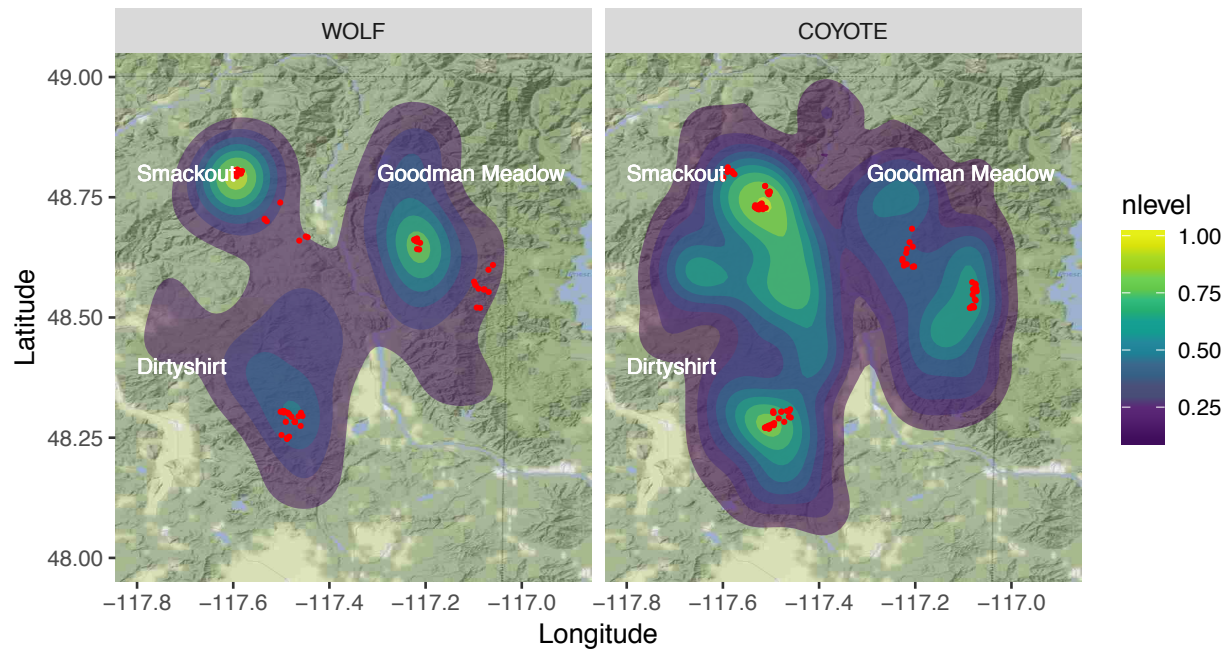 WOLF
COYOTE
49.00
48.75
48.50
48.25
48.00
Latitude
Smackout
Goodman Meadow
Dirtyshirt
Smackout
Goodman Meadow
Dirtyshirt
−117.8 −117.6 −117.4 −117.2 −117.0
−117.8 −117.6 −117.4 −117.2 −117.0
Longitude
nlevel
1.00
0.75
0.50
0.25